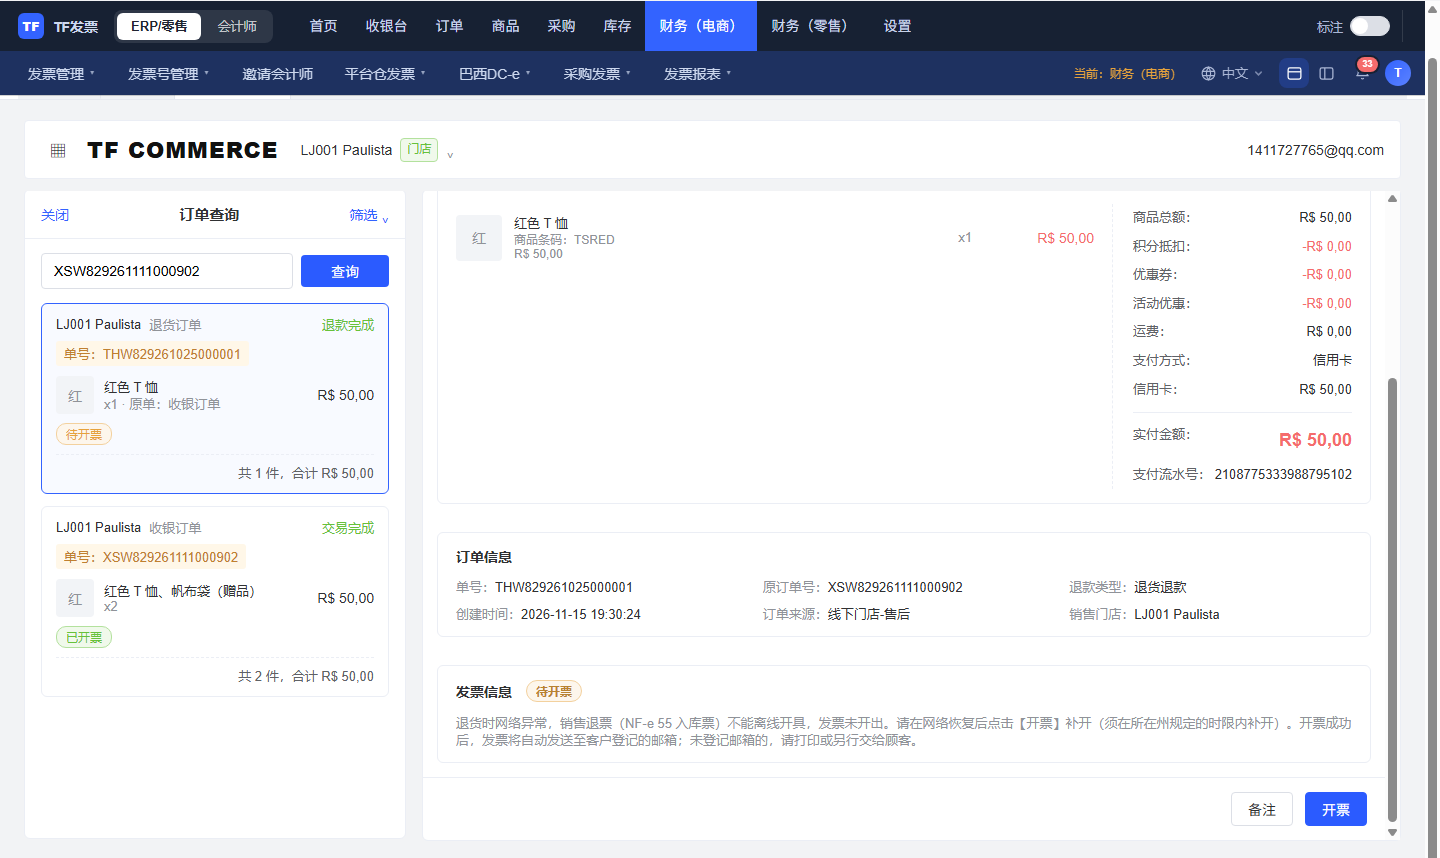 TF TF发票 ERP/零售 会计师 首页 收银台 订单 商品 采购 库存 财务（电商） 财务（零售） 设置 标注
发票管理 发票号管理 邀请会计师 平台仓发票 巴西DC-e 采购发票 发票报表 当前：财务（电商） 中文 33 T
TF COMMERCE LJ001 Paulista 门店 1411727765@qq.com
关闭 订单查询 筛选
XSW829261111000902 查询
LJ001 Paulista 退货订单 退款完成
单号：THW829261025000001
红 红色 T 恤 R$ 50,00
x1 · 原单：收银订单
待开票
共 1 件，合计 R$ 50,00
LJ001 Paulista 收银订单 交易完成
单号：XSW829261111000902
红 红色 T 恤、帆布袋（赠品） R$ 50,00
x2
已开票
共 2 件，合计 R$ 50,00
红 红色 T 恤 x1 R$ 50,00
商品条码：TSRED
R$ 50,00
商品总额： R$ 50,00
积分抵扣： -R$ 0,00
优惠券： -R$ 0,00
活动优惠： -R$ 0,00
运费： R$ 0,00
支付方式： 信用卡
信用卡： R$ 50,00
实付金额： R$ 50,00
支付流水号： 2108775333988795102
订单信息
单号：THW829261025000001 原订单号：XSW829261111000902 退款类型：退货退款
创建时间：2026-11-15 19:30:24 订单来源：线下门店-售后 销售门店：LJ001 Paulista
发票信息 待开票
退货时网络异常，销售退票（NF-e 55 入库票）不能离线开具，发票未开出。请在网络恢复后点击【开票】补开（须在所在州规定的时限内补开）。开票成功
后，发票将自动发送至客户登记的邮箱；未登记邮箱的，请打印或另行交给顾客。
备注 开票